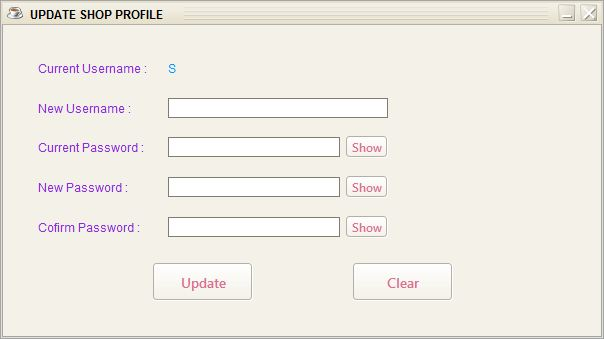 UPDATE SHOP PROFILE
Current Username : S
New Username :
Current Password : Show
New Password : Show
Cofirm Password : Show
Update Clear